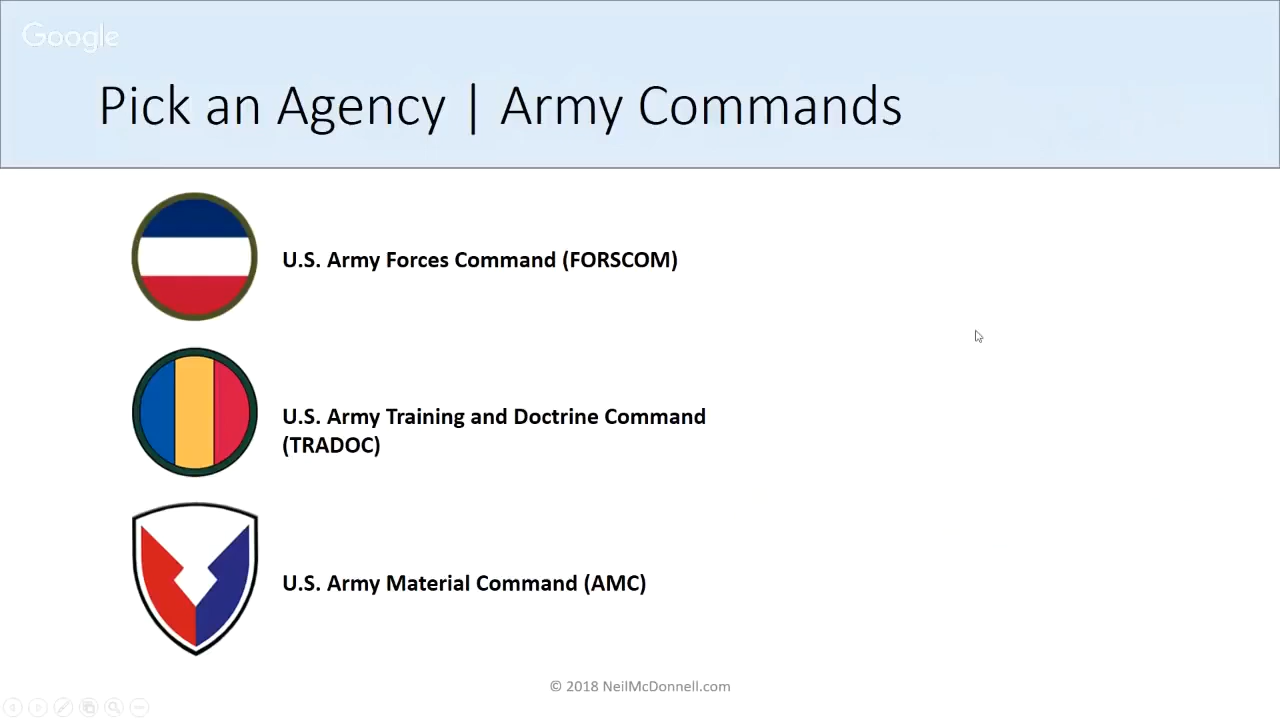 Google
Pick an Agency | Army Commands
U.S. Army Forces Command (FORSCOM)
U.S. Army Training and Doctrine Command
(TRADOC)
U.S. Army Material Command (AMC)
© 2018 NeilMcDonnell.com